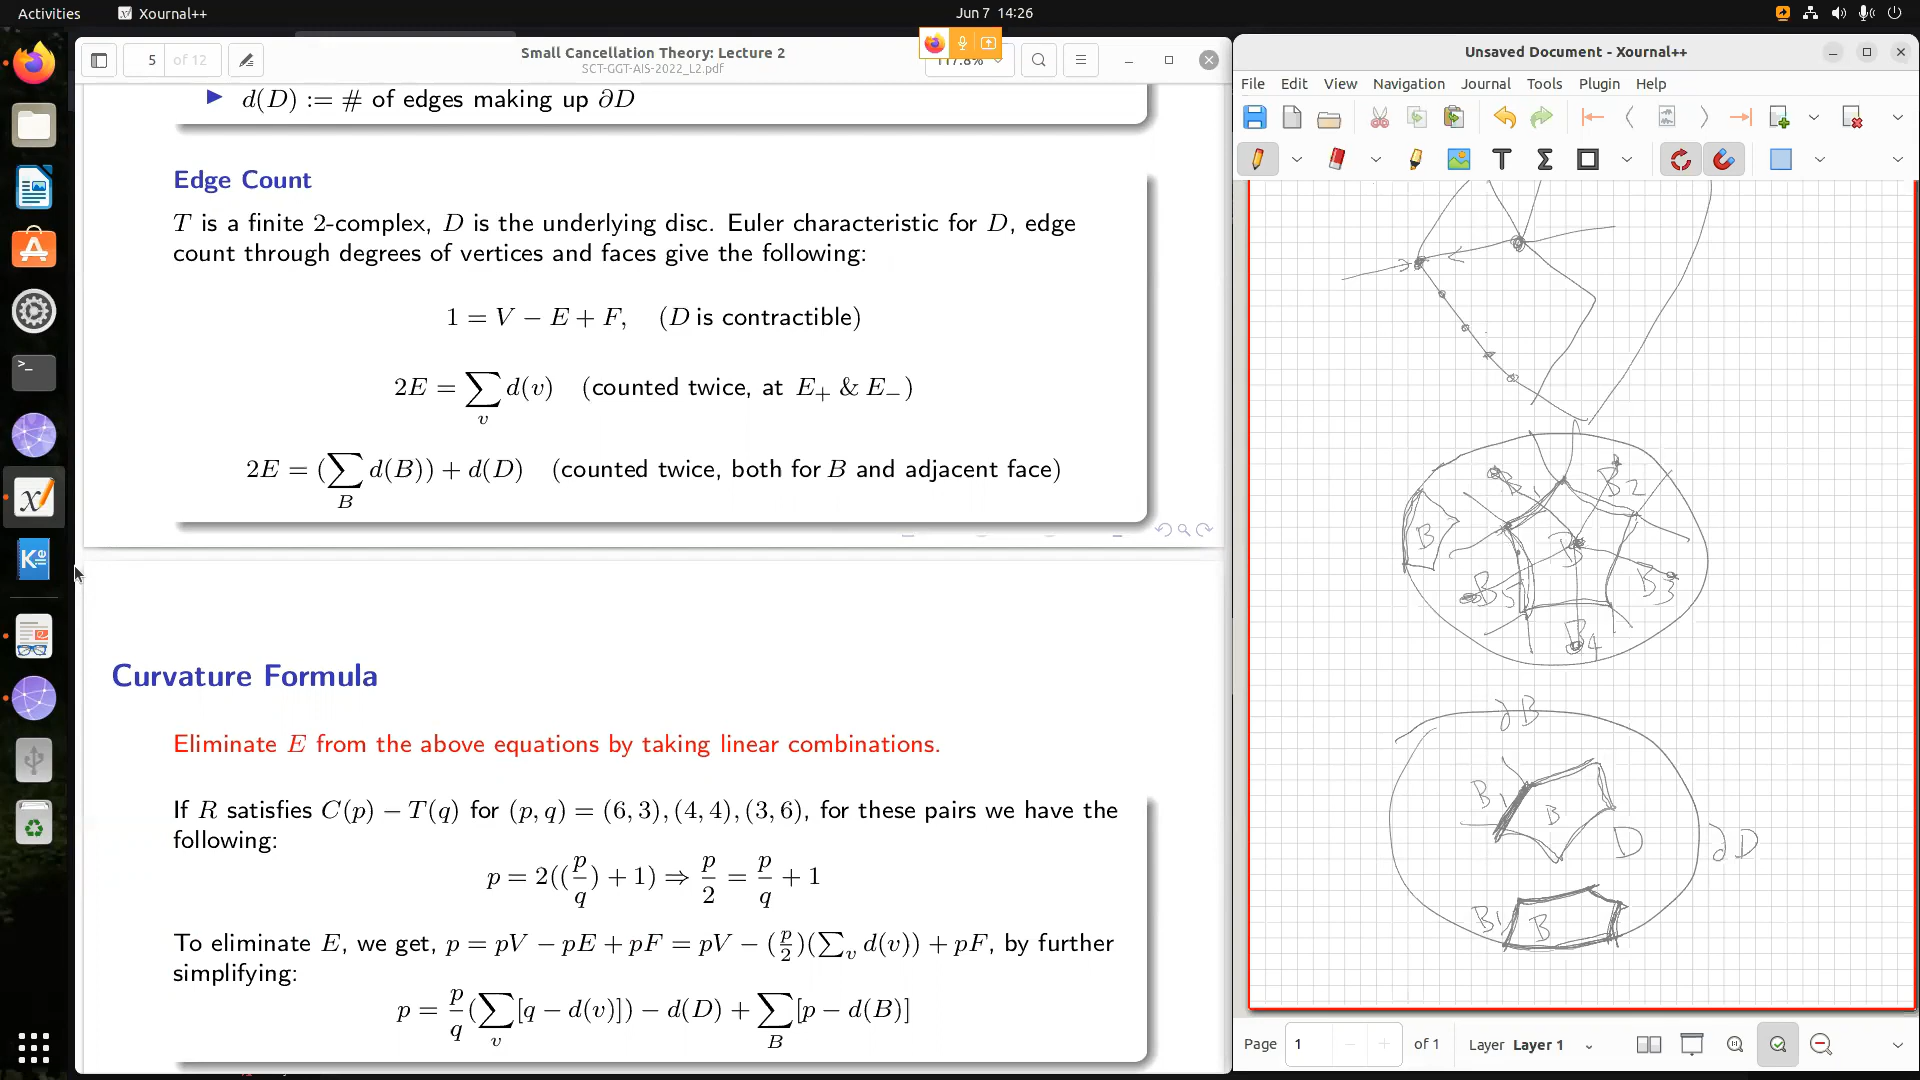 Activities
Xournal++
Jun 7 14:26
5 of 12
Small Cancellation Theory: Lecture 2
SCT-GGT-AIS-2022_L2.pdf
117.8%
▶ d(D) := # of edges making up ∂D
Edge Count
T is a finite 2-complex, D is the underlying disc. Euler characteristic for D, edge
count through degrees of vertices and faces give the following:
1 = V − E + F, (D is contractible)
2E = ∑_v d(v) (counted twice, at E₊ & E₋)
2E = (∑_B d(B)) + d(D) (counted twice, both for B and adjacent face)
Curvature Formula
Eliminate E from the above equations by taking linear combinations.
If R satisfies C(p) − T(q) for (p, q) = (6, 3), (4, 4), (3, 6), for these pairs we have the
following:
p = 2((p/q) + 1) ⇒ p/2 = p/q + 1
To eliminate E, we get, p = pV − pE + pF = pV − (p/2)(∑_v d(v)) + pF, by further
simplifying:
p = p/q (∑_v [q − d(v)]) − d(D) + ∑_B [p − d(B)]
Unsaved Document - Xournal++
File Edit View Navigation Journal Tools Plugin Help
B₁ B₂
B B
B₅ B₃
B₄
∂B
B₁ B
D ∂D
B₁ B
Page 1 of 1 Layer Layer 1